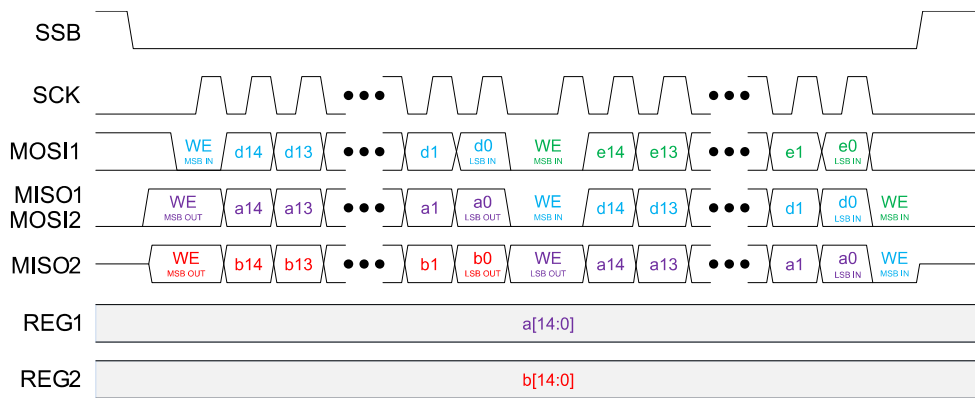 SSB
SCK
MOSI1 WE d14 d13 ••• d1 d0 WE e14 e13 ••• e1 e0
MSB IN LSB IN MSB IN LSB IN
MISO1
MOSI2 WE a14 a13 ••• a1 a0 WE d14 d13 ••• d1 d0 WE
MSB OUT LSB OUT MSB IN LSB IN MSB IN
MISO2 WE b14 b13 ••• b1 b0 WE a14 a13 ••• a1 a0 WE
MSB OUT LSB OUT LSB OUT LSB IN MSB IN
REG1 a[14:0]
REG2 b[14:0]